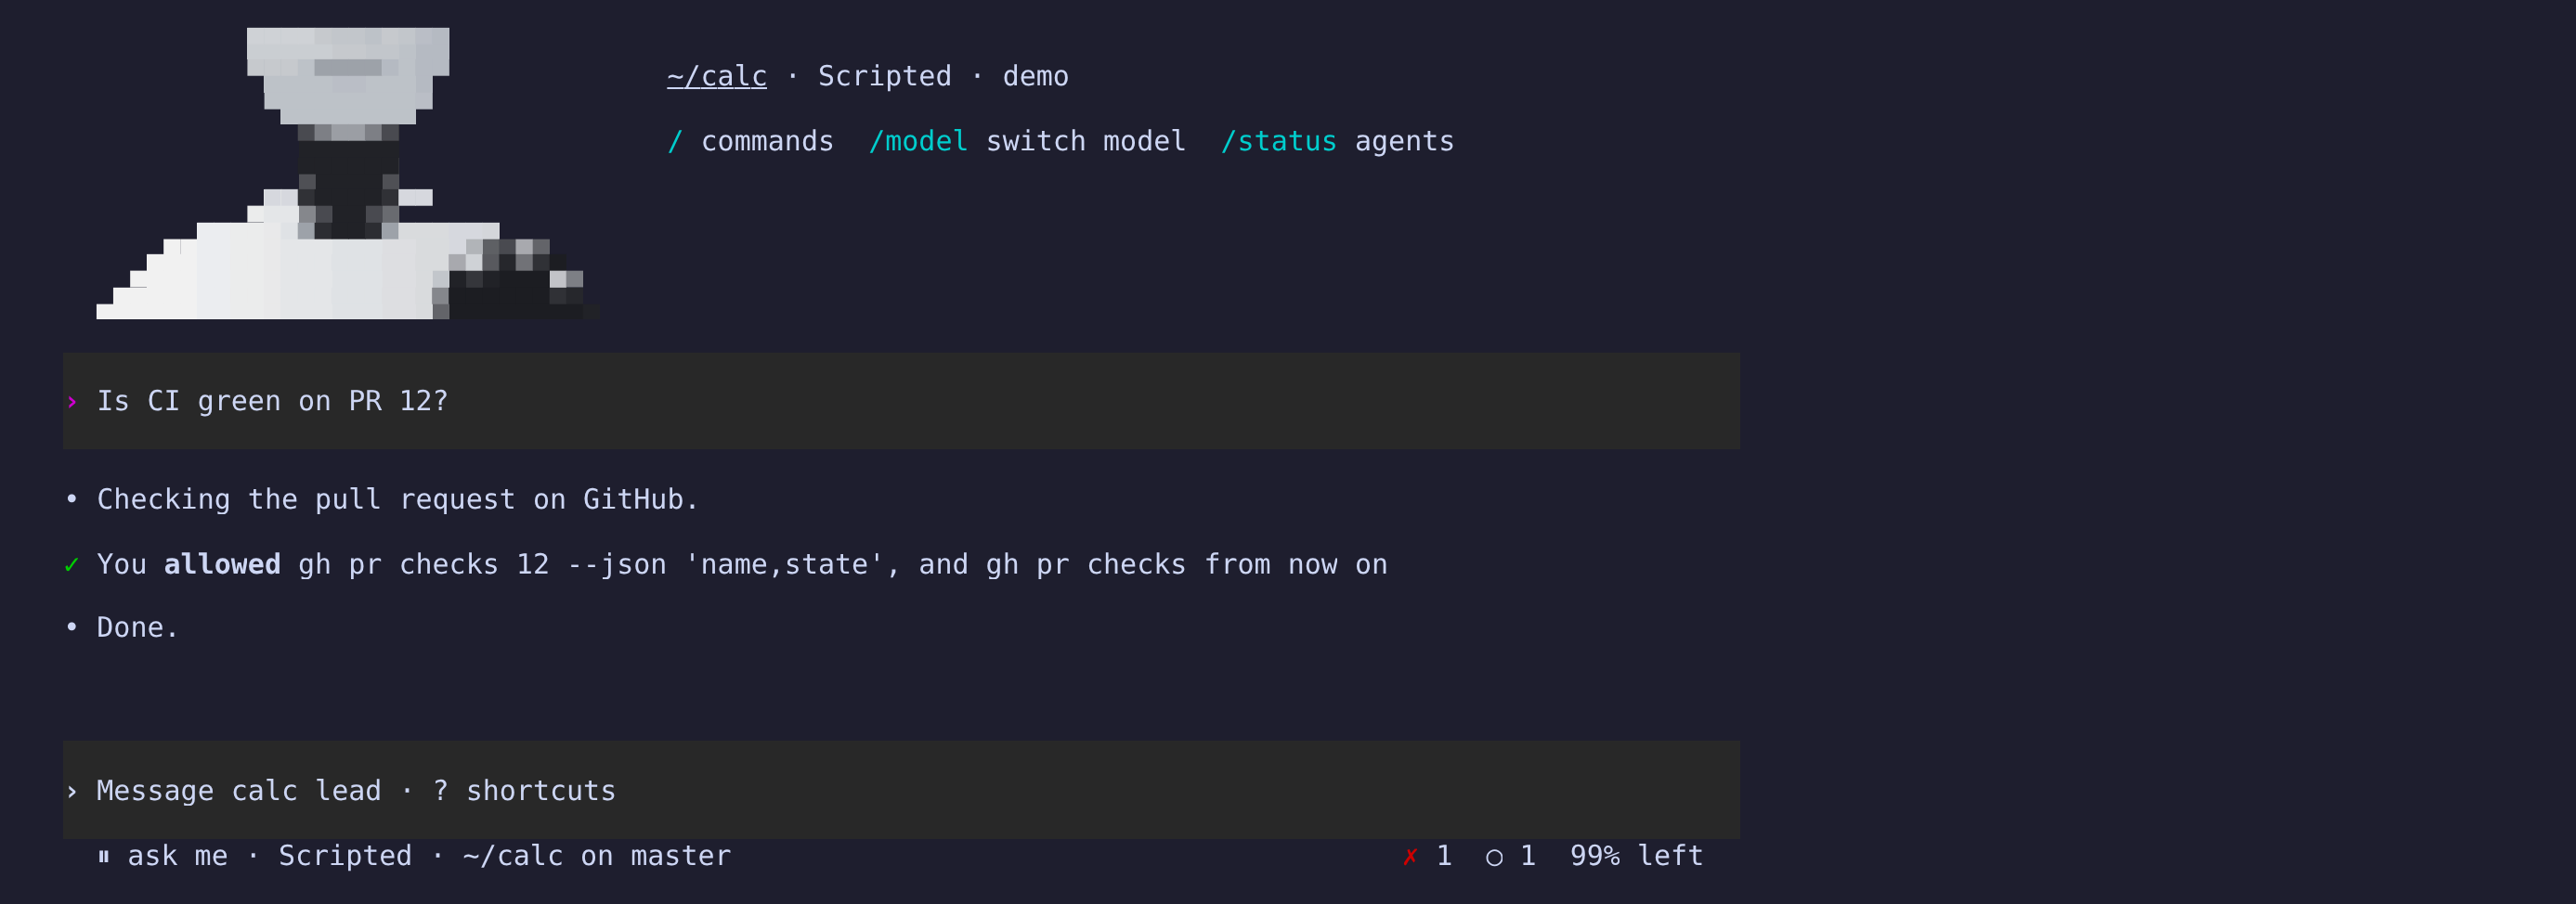 ~/calc · Scripted · demo
/ commands  /model switch model  /status agents
› Is CI green on PR 12?
• Checking the pull request on GitHub.
✓ You allowed gh pr checks 12 --json 'name,state', and gh pr checks from now on
• Done.
› Message calc lead · ? shortcuts
⏸ ask me · Scripted · ~/calc on master  ✗ 1  ○ 1  99% left